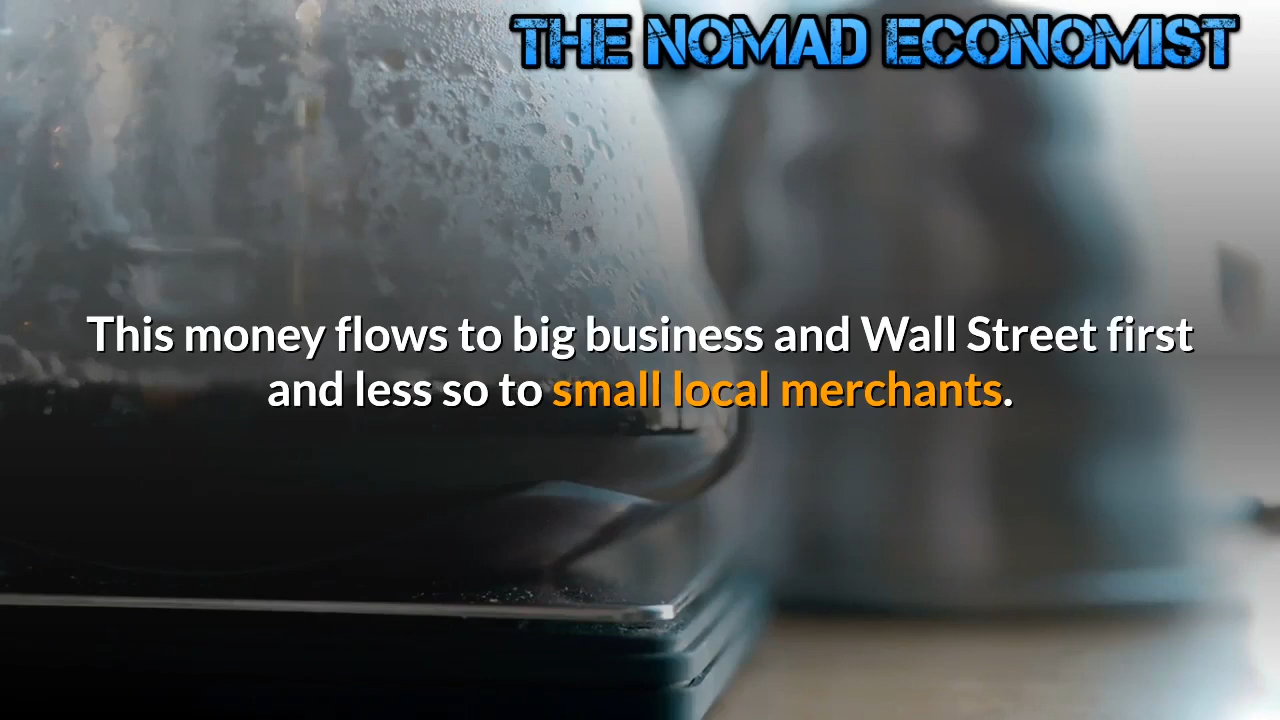 THE NOMAD ECONOMIST
This money flows to big business and Wall Street first
and less so to small local merchants.